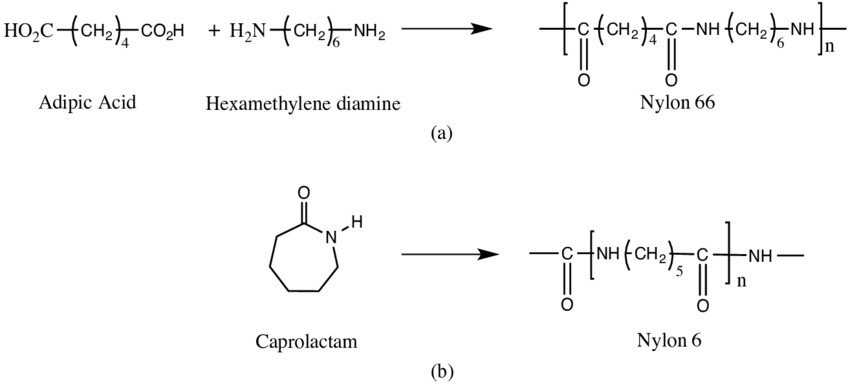 HO₂C(CH₂)₄CO₂H + H₂N(CH₂)₆NH₂ [C(CH₂)₄C NH(CH₂)₆NH]n
O O
Adipic Acid Hexamethylene diamine Nylon 66
(a)
O
N H
C [NH(CH₂)₅C]n NH
O O
Caprolactam Nylon 6
(b)